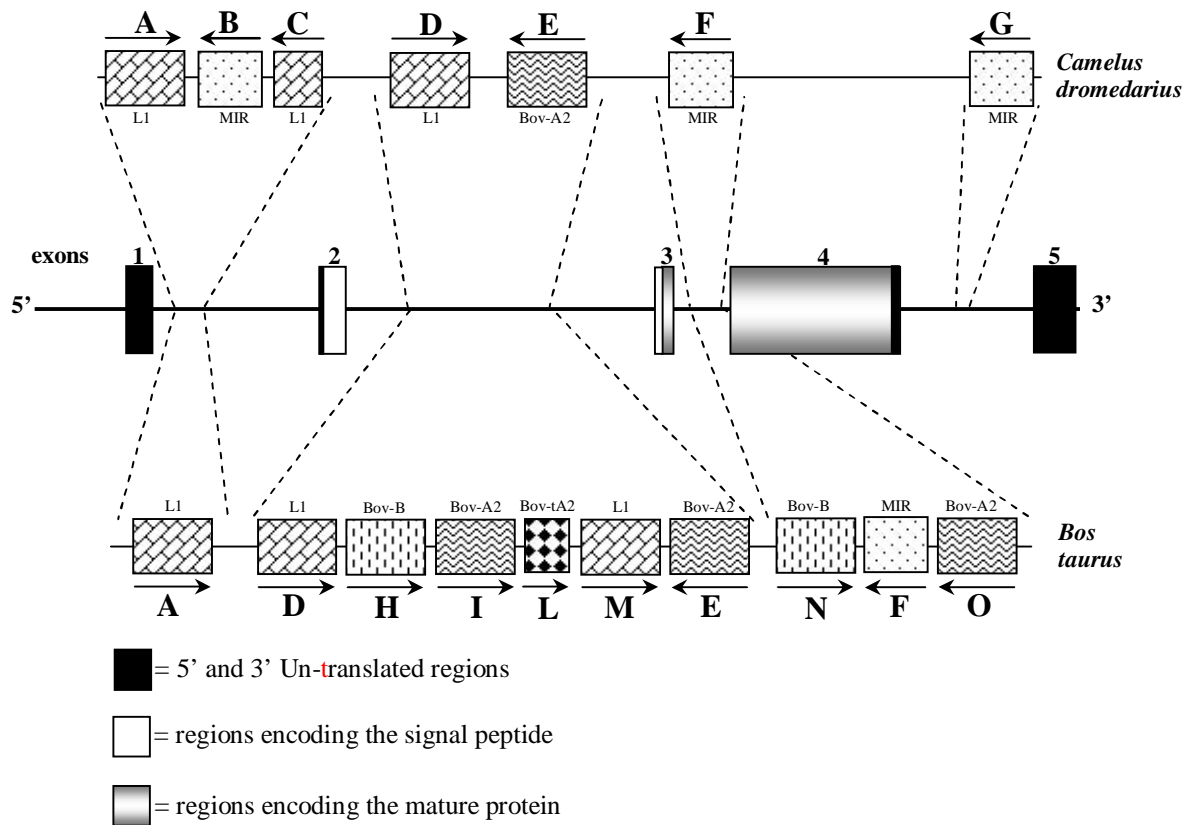 A B C D E F G
Camelus
dromedarius
L1 MIR L1 L1 Bov-A2 MIR MIR
exons 1 2 3 4 5
5’ 3’
L1 L1 Bov-B Bov-A2 Bov-tA2 L1 Bov-A2 Bov-B MIR Bov-A2
Bos
taurus
A D H I L M E N F O
= 5’ and 3’ Un-translated regions
= regions encoding the signal peptide
= regions encoding the mature protein